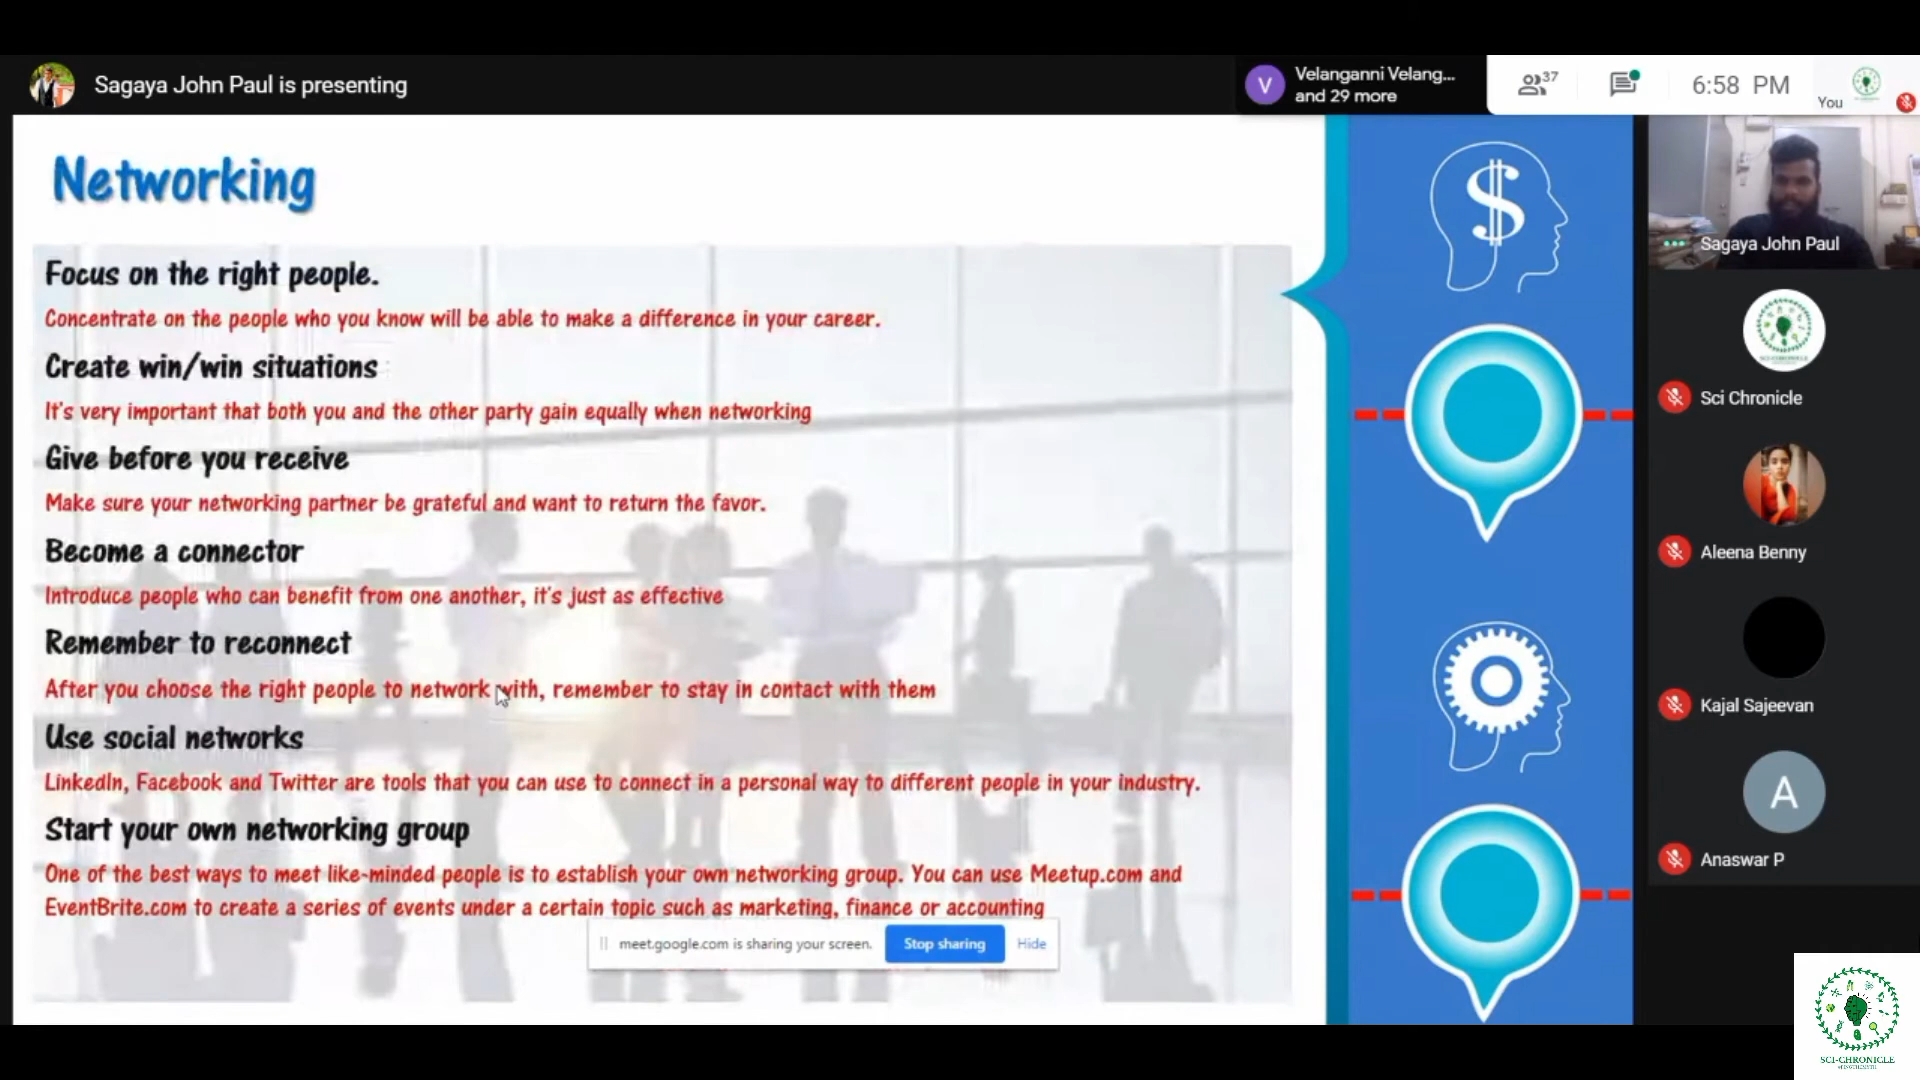 Sagaya John Paul is presenting
V
Velanganni Velang...
and 29 more
37
6:58 PM
You
Networking
Focus on the right people.
Concentrate on the people who you know will be able to make a difference in your career.
Create win/win situations
It's very important that both you and the other party gain equally when networking
Give before you receive
Make sure your networking partner be grateful and want to return the favor.
Become a connector
Introduce people who can benefit from one another, it's just as effective
Remember to reconnect
After you choose the right people to network with, remember to stay in contact with them
Use social networks
LinkedIn, Facebook and Twitter are tools that you can use to connect in a personal way to different people in your industry.
Start your own networking group
One of the best ways to meet like-minded people is to establish your own networking group. You can use Meetup.com and
EventBrite.com to create a series of events under a certain topic such as marketing, finance or accounting
meet.google.com is sharing your screen.
Stop sharing
Hide
$
Sagaya John Paul
SCI-CHRONICLE
Sci Chronicle
Aleena Benny
Kajal Sajeevan
A
Anaswar P
SCI-CHRONICLE